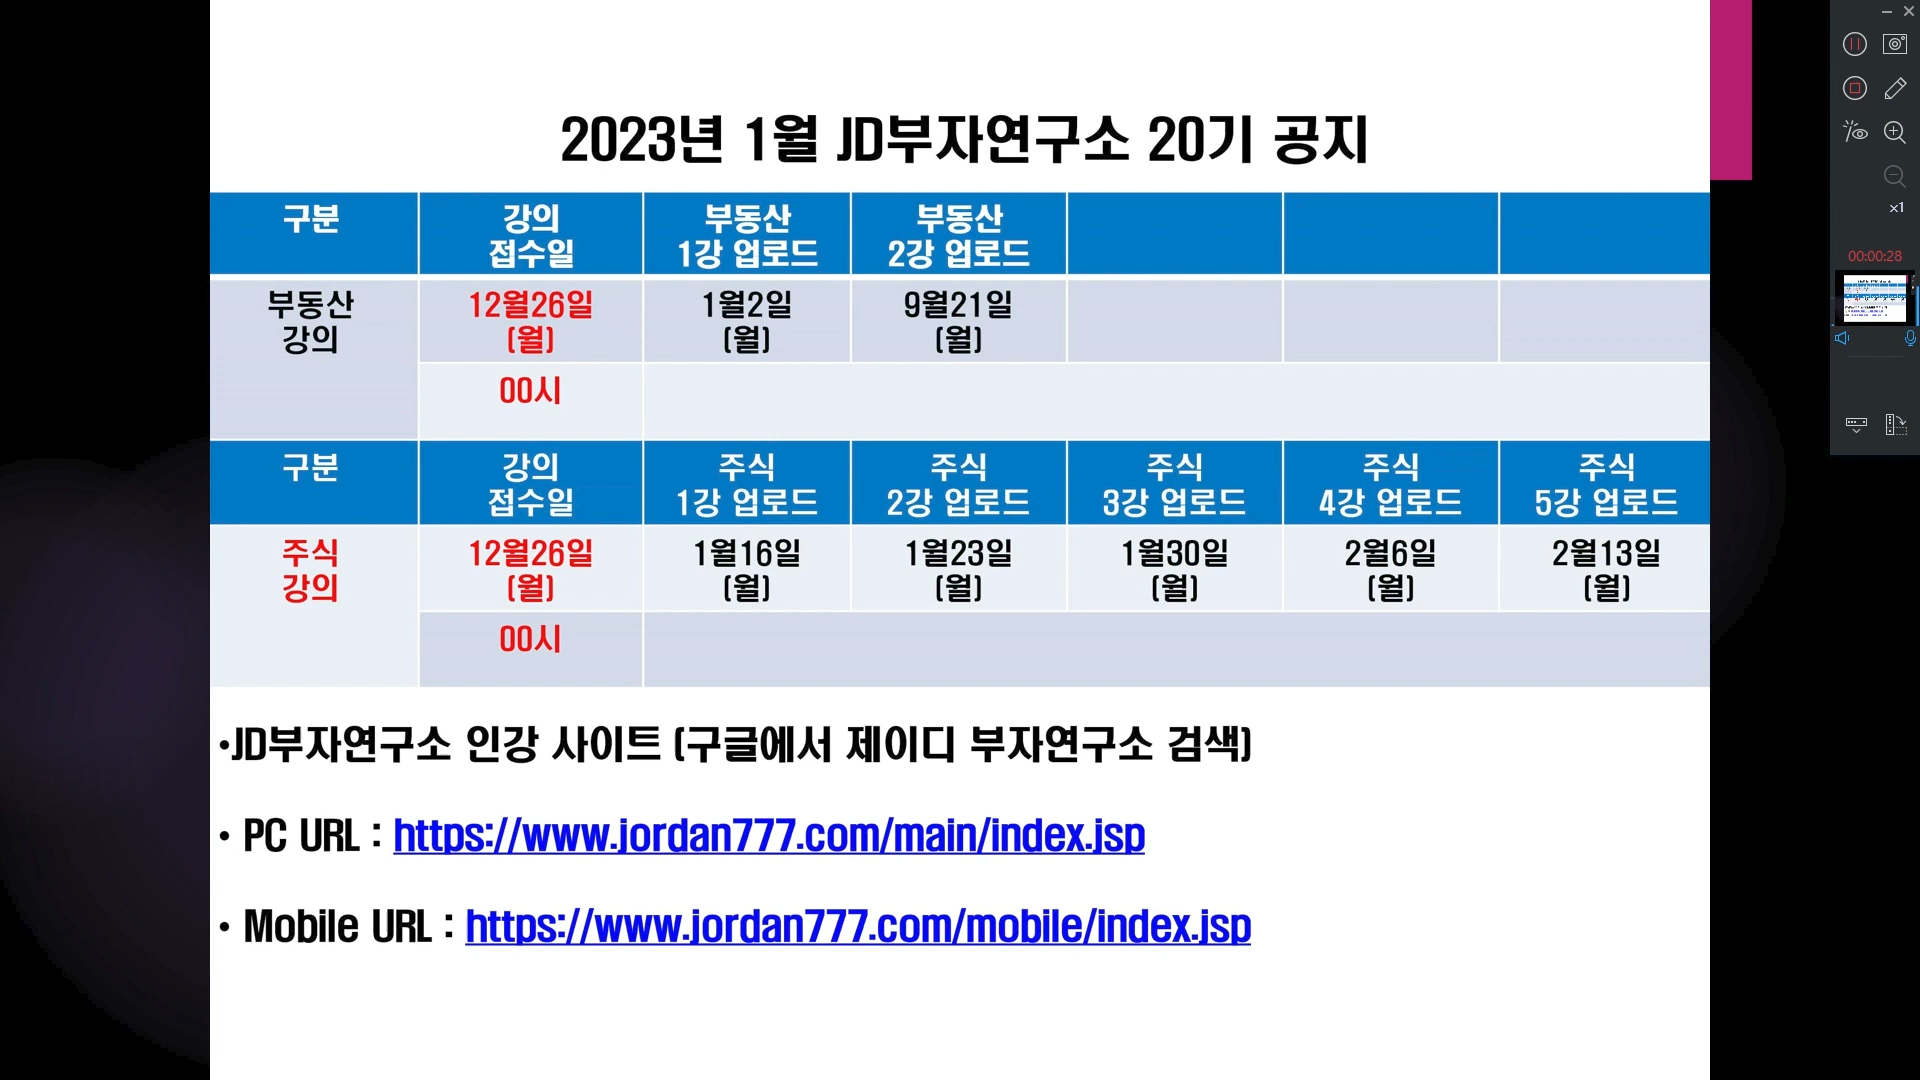 2023년 1월 JD부자연구소 20기 공지
구분
강의
접수일
부동산
1강 업로드
부동산
2강 업로드
부동산
강의
12월26일
(월)
1월2일
(월)
9월21일
(월)
00시
구분
강의
접수일
주식
1강 업로드
주식
2강 업로드
주식
3강 업로드
주식
4강 업로드
주식
5강 업로드
주식
강의
12월26일
(월)
1월16일
(월)
1월23일
(월)
1월30일
(월)
2월6일
(월)
2월13일
(월)
00시
•JD부자연구소 인강 사이트 (구글에서 제이디 부자연구소 검색)
• PC URL : https://www.jordan777.com/main/index.jsp
• Mobile URL : https://www.jordan777.com/mobile/index.jsp
x1
00:00:28